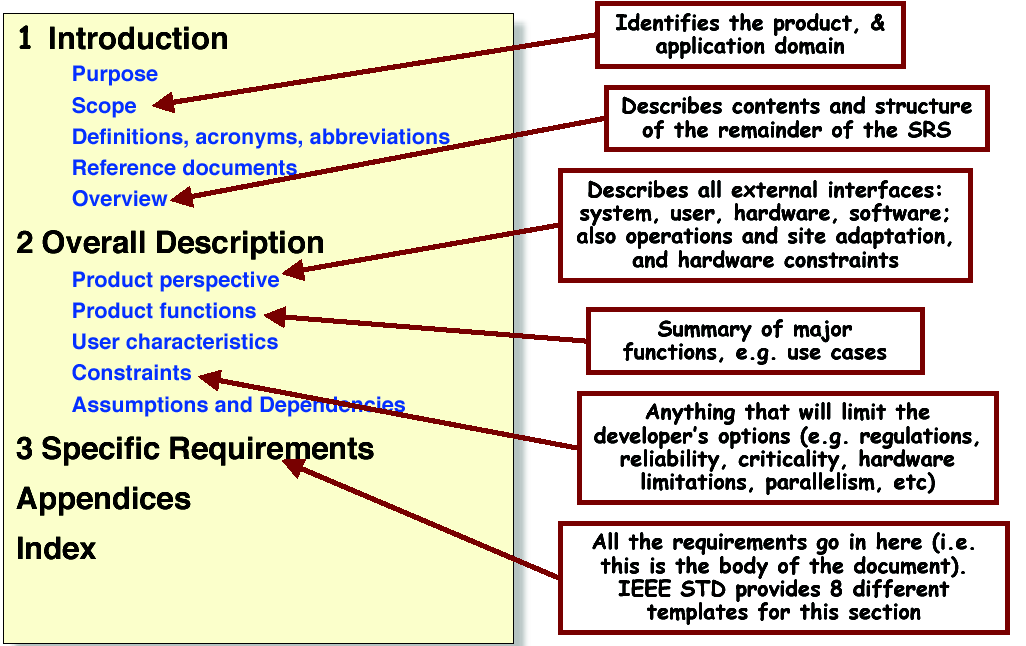 1 Introduction
Purpose
Scope
Definitions, acronyms, abbreviations
Reference documents
Overview
2 Overall Description
Product perspective
Product functions
User characteristics
Constraints
Assumptions and Dependencies
3 Specific Requirements
Appendices
Index
Identifies the product, &
application domain
Describes contents and structure
of the remainder of the SRS
Describes all external interfaces:
system, user, hardware, software;
also operations and site adaptation,
and hardware constraints
Summary of major
functions, e.g. use cases
Anything that will limit the
developer's options (e.g. regulations,
reliability, criticality, hardware
limitations, parallelism, etc)
All the requirements go in here (i.e.
this is the body of the document).
IEEE STD provides 8 different
templates for this section